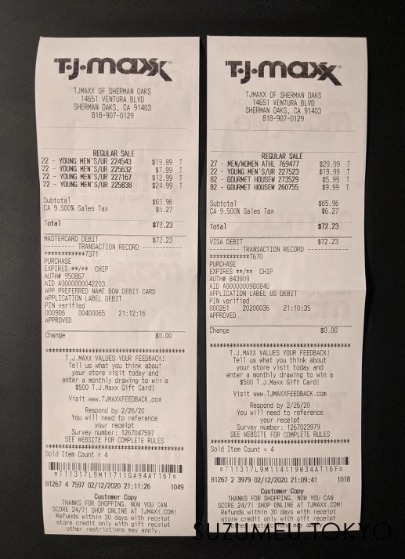 T·J·maxx®
TJMAXX OF SHERMAN OAKS
14651 VENTURA BLVD
SHERMAN OAKS, CA 91403
818-907-0129
REGULAR SALE
22 - YOUNG MEN'S/UR 224543 $19.99 T
22 - YOUNG MEN'S/UR 225632 $7.99 T
22 - YOUNG MEN'S/UR 227167 $12.99 T
22 - YOUNG MEN'S/UR 225838 $24.99 T
Subtotal $65.96
CA 9.500% Sales Tax $6.27
Total $72.23
MASTERCARD DEBIT $72.23
TRANSACTION RECORD
************7371
PURCHASE
EXPIRES **/** CHIP
AUTH# 950867
AID A0000000042203
APP PREFERRED NAME BOM DEBIT CARD
APPLICATION LABEL DEBIT
PIN verified
000906 00400065 21:12:16
APPROVED
Change $0.00
T.J.MAXX VALUES YOUR FEEDBACK!
Tell us what you think about
your store visit today and
enter a monthly drawing to win a
$500 T.J.Maxx Gift Card!
Visit www.TJMAXXFEEDBACK.com
Respond by 2/26/20
You will need to reference
your receipt
Survey number: 1267047597
SEE WEBSITE FOR COMPLETE RULES
Sold Item Count = 4
01267 4 7597 02/12/2020 21:11:26 1049
Customer Copy
THANKS FOR SHOPPING. NOW YOU CAN
SCORE 24/7! SHOP ONLINE AT TJMAXX.COM!
Refunds within 30 days with receipt
store credit only with gift receipt
other restrictions may apply.
T·J·maxx®
TJMAXX OF SHERMAN OAKS
14651 VENTURA BLVD
SHERMAN OAKS, CA 91403
818-907-0129
REGULAR SALE
27 - MEN/WOMEN ATHL 769477 $29.99 T
22 - YOUNG MEN'S/UR 227523 $19.99 T
82 - GOURMET HOUSEW 273529 $5.99 T
82 - GOURMET HOUSEW 260755 $9.99 T
Subtotal $65.96
CA 9.500% Sales Tax $6.27
Total $72.23
VISA DEBIT $72.23
TRANSACTION RECORD
************7670
PURCHASE
EXPIRES **/** CHIP
AUTH# 843909
AID A0000000980840
APPLICATION LABEL US DEBIT
PIN verified
000261 20200036 21:10:35
APPROVED
Change $0.00
T.J.MAXX VALUES YOUR FEEDBACK!
Tell us what you think about
your store visit today and
enter a monthly drawing to win a
$500 T.J.Maxx Gift Card!
Visit www.TJMAXXFEEDBACK.com
Respond by 2/26/20
You will need to reference
your receipt
Survey number: 1267023979
SEE WEBSITE FOR COMPLETE RULES
Sold Item Count = 4
01267 2 3979 02/12/2020 21:09:41 1018
Customer Copy
THANKS FOR SHOPPING. NOW YOU CAN
SCORE 24/7! SHOP ONLINE AT TJMAXX.COM!
Refunds within 30 days with receipt
store credit only with gift receipt
SUZUMEU.TOKYO